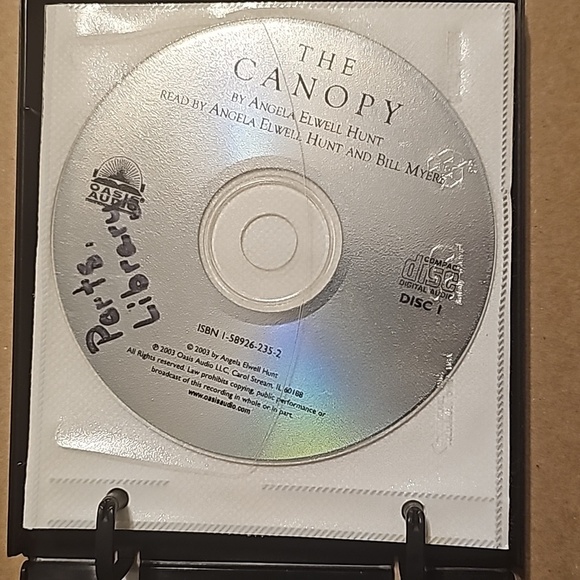 THE
CANOPY
BY ANGELA ELWELL HUNT
READ BY ANGELA ELWELL HUNT AND BILL MYERS
OASIS
AUDIO
Library
COMPACT
disc
DIGITAL AUDIO
DISC 1
ISBN 1-58926-235-2
© 2003 by Angela Elwell Hunt
℗ 2003 Oasis Audio LLC, Carol Stream, IL 60188
All Rights reserved. Law prohibits copying, public performance or
broadcast of this recording in whole or in part.
www.oasisaudio.com